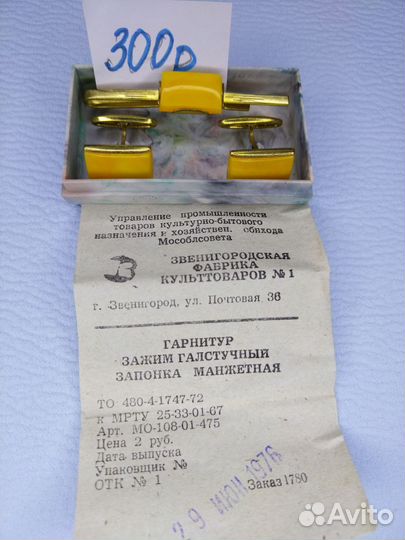 300р
Управление промышленности
товаров культурно-бытового
назначения и хозяйствен. обихода
Мособлсовета
З ЗВЕНИГОРОДСКАЯ
ФАБРИКА
КУЛЬТТОВАРОВ № 1
г. Звенигород, ул. Почтовая 36
ГАРНИТУР
ЗАЖИМ ГАЛСТУЧНЫЙ
ЗАПОНКА МАНЖЕТНАЯ
ТО 480-4-1747-72
к МРТУ 25-33-01-67
Арт. МО-108-01-475
Цена 2 руб.
Дата выпуска
Упаковщик №
ОТК № 1
29 ИЮН 1976
Заказ 1780
Avito